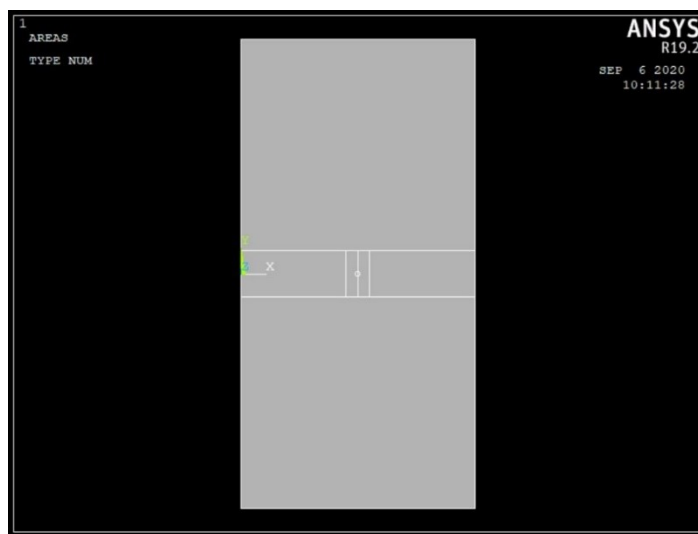 1
AREAS
TYPE NUM
ANSYS
R19.2
SEP 6 2020
10:11:28
Y
Z X